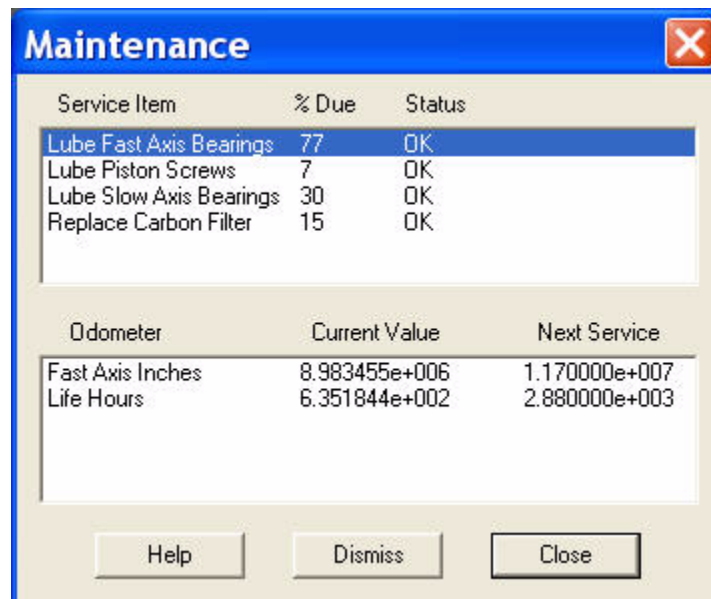 Maintenance
Service Item % Due Status
Lube Fast Axis Bearings 77 OK
Lube Piston Screws 7 OK
Lube Slow Axis Bearings 30 OK
Replace Carbon Filter 15 OK
Odometer Current Value Next Service
Fast Axis Inches 8.983455e+006 1.170000e+007
Life Hours 6.351844e+002 2.880000e+003
Help Dismiss Close